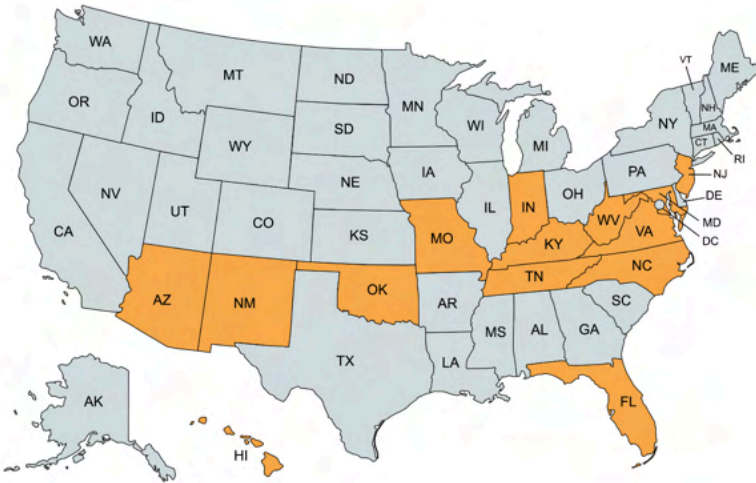 WA
MT
ND
MN
VT
ME
OR
ID
SD
WI
MI
NY
NH
MA
CT
RI
WY
IA
PA
NJ
NV
NE
IL
IN
OH
DE
CA
UT
CO
KS
MO
WV
VA
MD
DC
KY
AZ
NM
OK
TN
NC
AR
SC
TX
LA
MS
AL
GA
AK
HI
FL